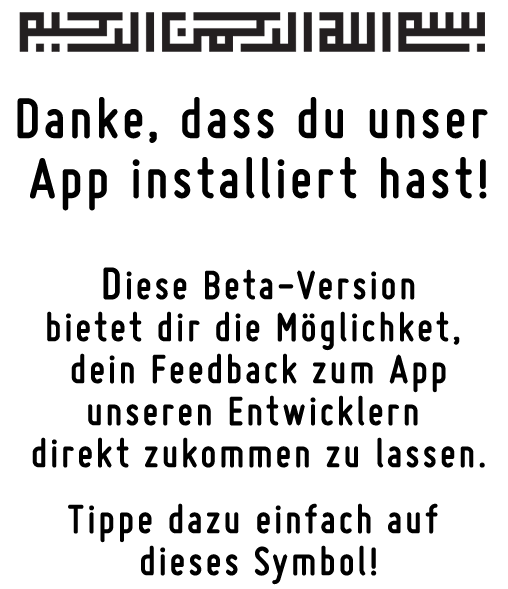 بسم الله الرحمن الرحيم
Danke, dass du unser
App installiert hast!
Diese Beta-Version
bietet dir die Möglichket,
dein Feedback zum App
unseren Entwicklern
direkt zukommen zu lassen.
Tippe dazu einfach auf
dieses Symbol!